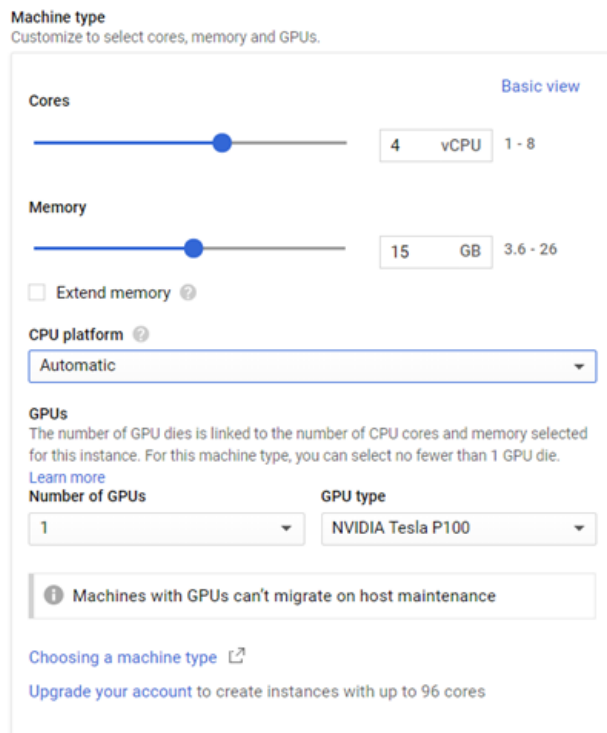 Machine type
Customize to select cores, memory and GPUs.
Basic view
Cores
4 vCPU 1 - 8
Memory
15 GB 3.6 - 26
Extend memory ?
CPU platform ?
Automatic
GPUs
The number of GPU dies is linked to the number of CPU cores and memory selected
for this instance. For this machine type, you can select no fewer than 1 GPU die.
Learn more
Number of GPUs GPU type
1 NVIDIA Tesla P100
Machines with GPUs can't migrate on host maintenance
Choosing a machine type
Upgrade your account to create instances with up to 96 cores